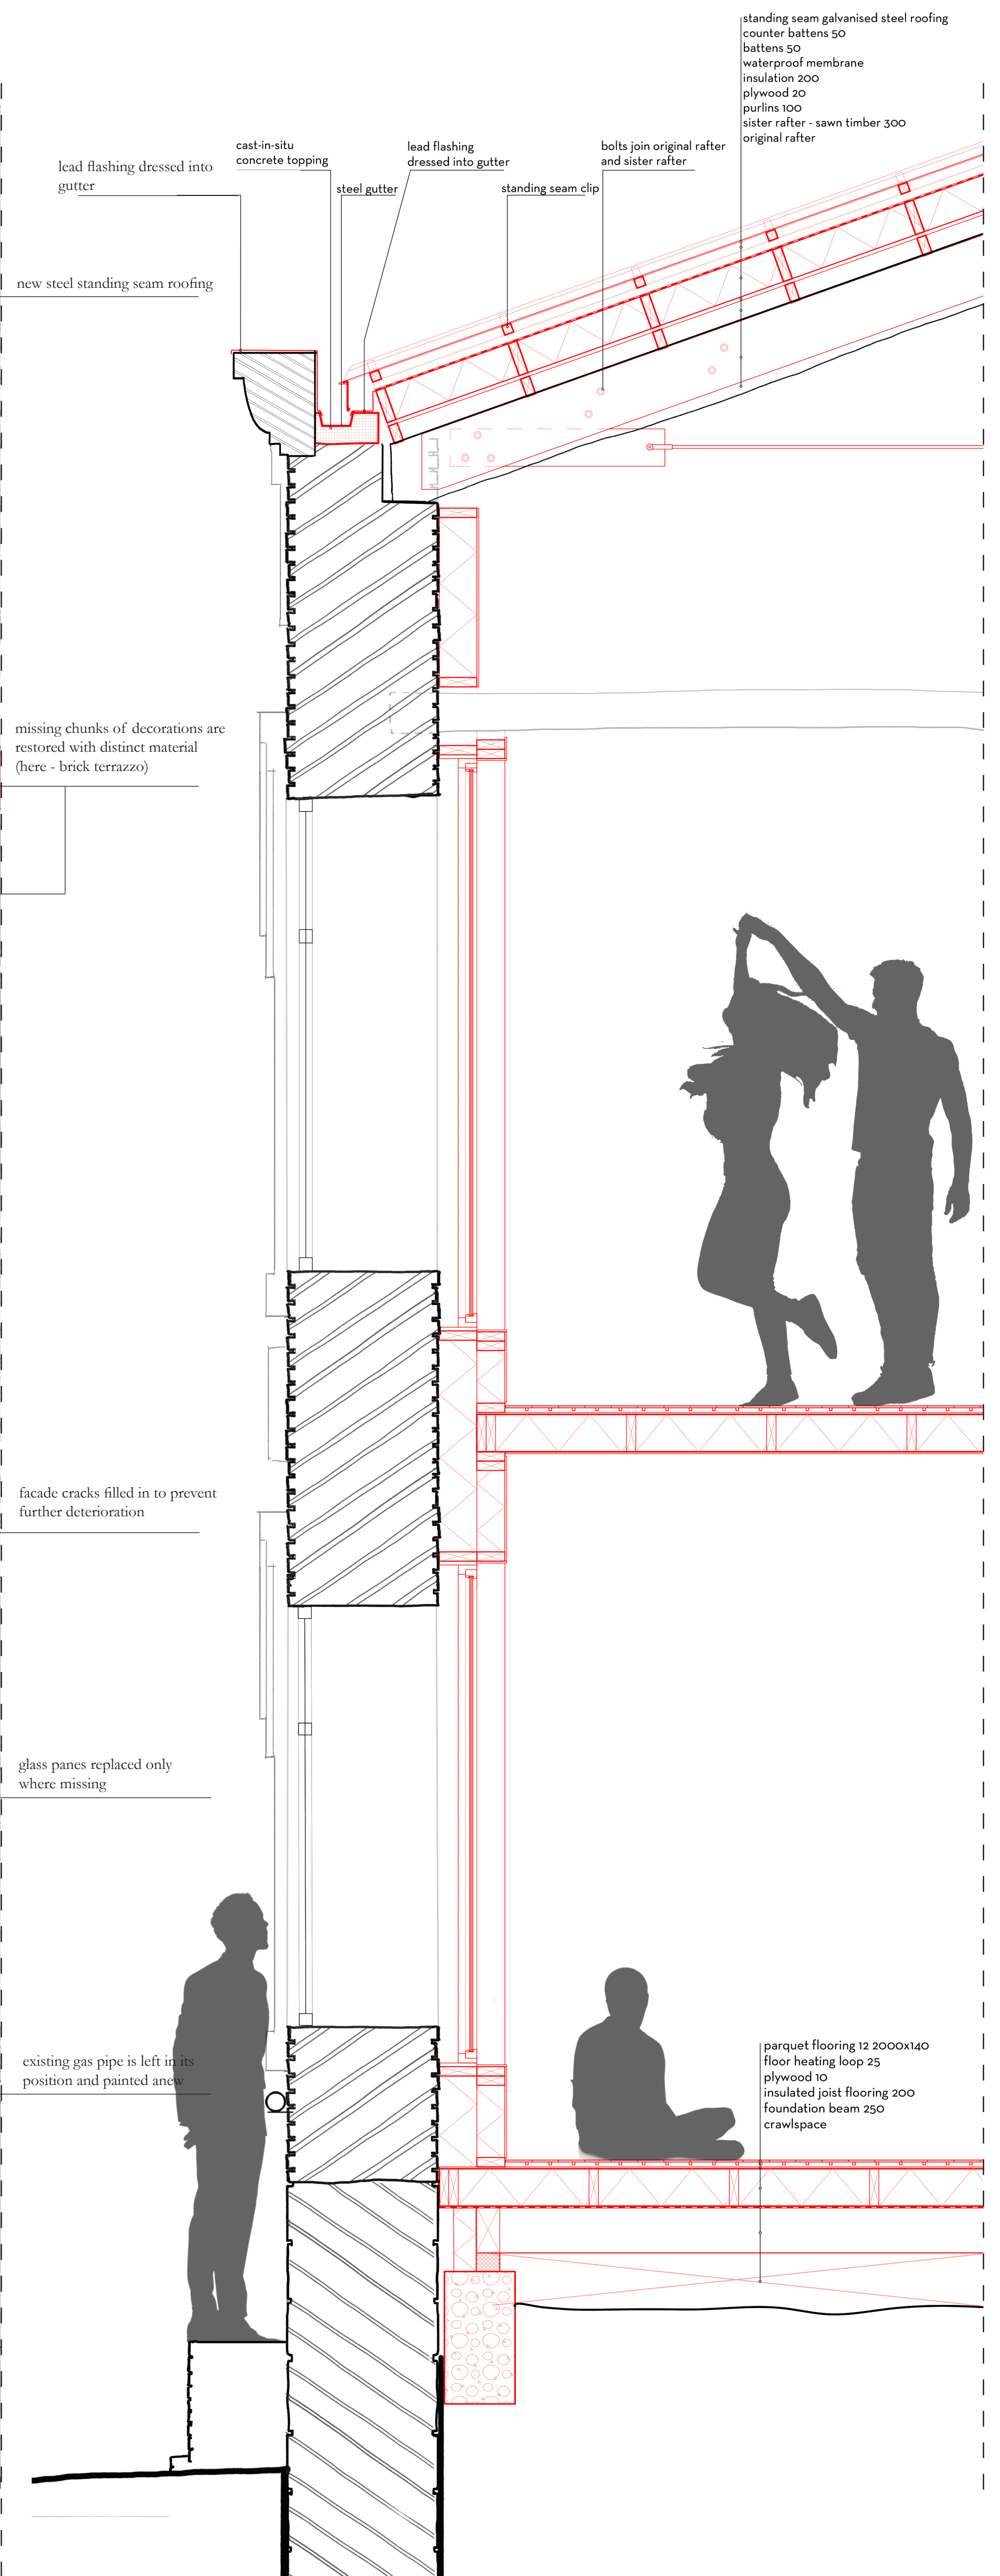 standing seam galvanised steel roofing
counter battens 50
battens 50
waterproof membrane
insulation 200
plywood 20
purlins 100
sister rafter - sawn timber 300
original rafter
cast-in-situ
concrete topping
lead flashing
dressed into gutter
bolts join original rafter
and sister rafter
lead flashing dressed into
gutter
steel gutter
standing seam clip
new steel standing seam roofing
missing chunks of decorations are
restored with distinct material
(here - brick terrazzo)
facade cracks filled in to prevent
further deterioration
glass panes replaced only
where missing
existing gas pipe is left in its
position and painted anew
parquet flooring 12 2000x140
floor heating loop 25
plywood 10
insulated joist flooring 200
foundation beam 250
crawlspace